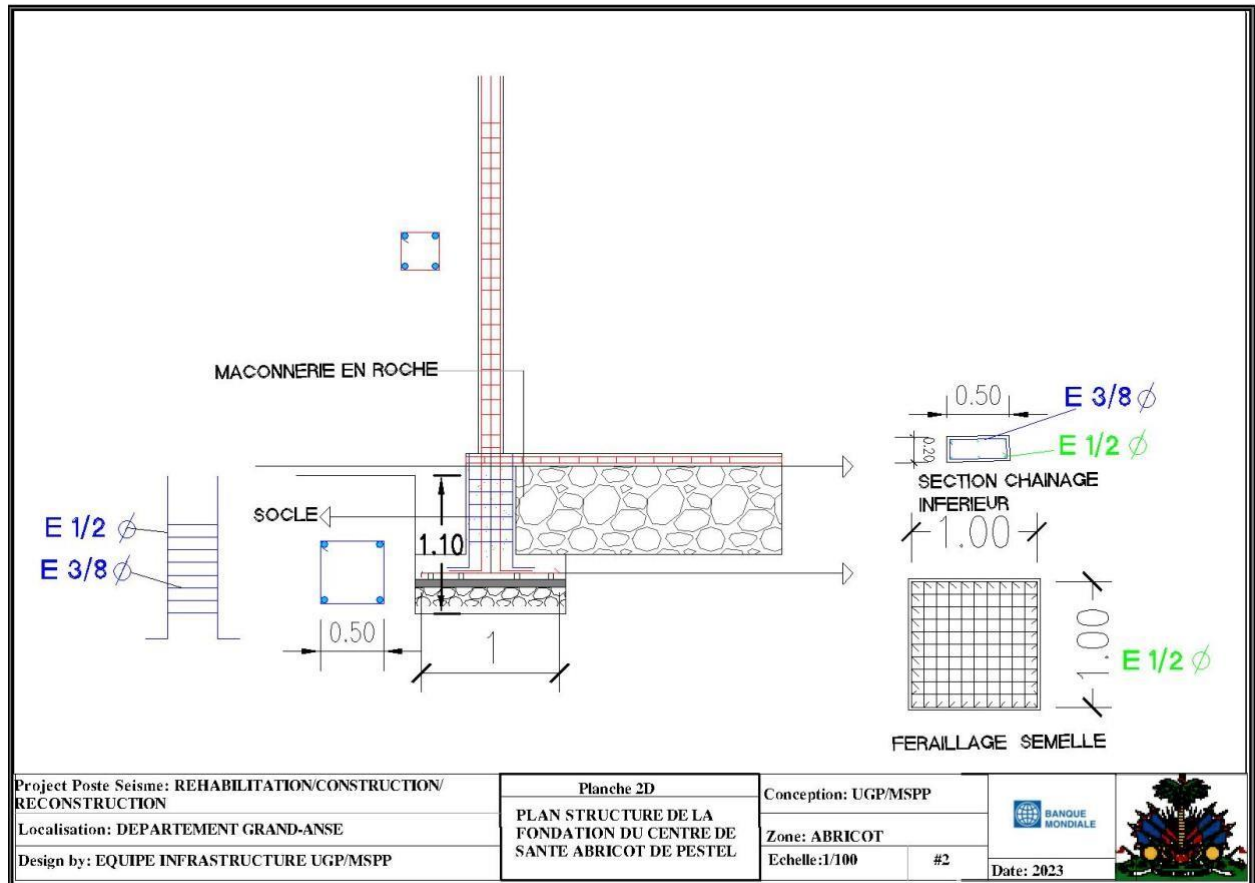 MACONNERIE EN ROCHE
0.50
E 3/8 ∅
0.20
E 1/2 ∅
SECTION CHAINAGE
INFERIEUR
SOCLE
1.10
1.00
E 1/2 ∅
E 3/8 ∅
0.50
1
1.00
E 1/2 ∅
FERAILLAGE SEMELLE
Project Poste Seisme: REHABILITATION/CONSTRUCTION/
RECONSTRUCTION
Localisation: DEPARTEMENT GRAND-ANSE
Design by: EQUIPE INFRASTRUCTURE UGP/MSPP
Planche 2D
PLAN STRUCTURE DE LA
FONDATION DU CENTRE DE
SANTE ABRICOT DE PESTEL
Conception: UGP/MSPP
Zone: ABRICOT
Echelle:1/100
#2
BANQUE
MONDIALE
Date: 2023